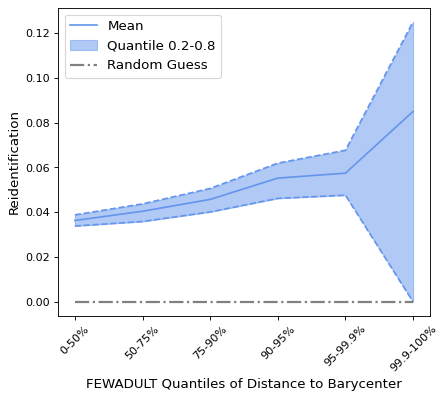 Mean
Quantile 0.2-0.8
Random Guess
Reidentification
0.12
0.10
0.08
0.06
0.04
0.02
0.00
0-50%
50-75%
75-90%
90-95%
95-99.9%
99.9-100%
FEWADULT Quantiles of Distance to Barycenter